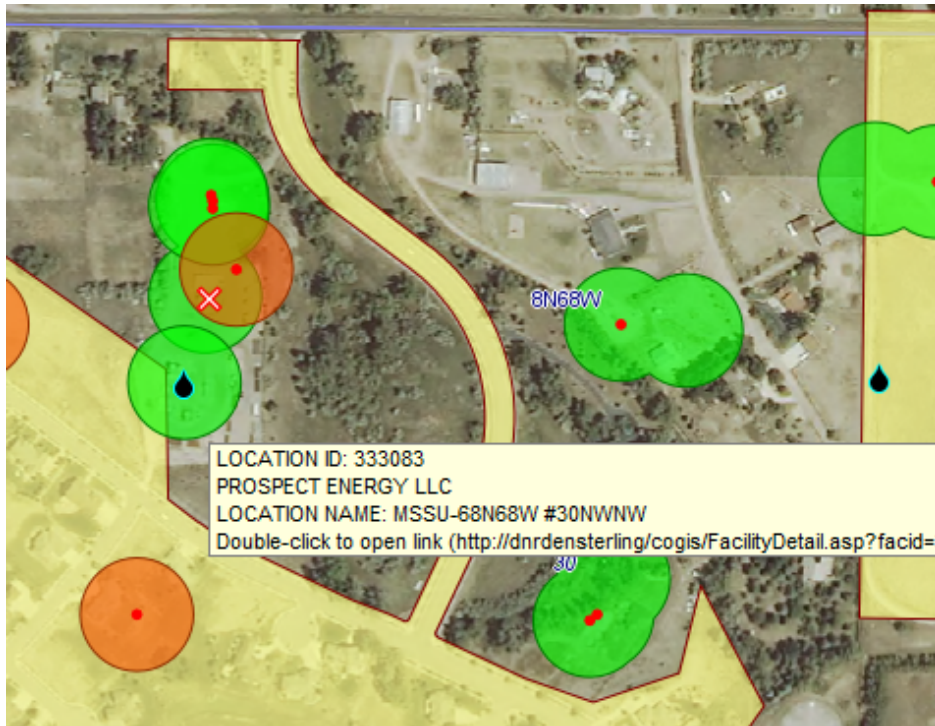 8N68W
LOCATION ID: 333083
PROSPECT ENERGY LLC
LOCATION NAME: MSSU-68N68W #30NWNW
Double-click to open link (http://dnrdensterling/cogis/FacilityDetail.asp?facid=
30